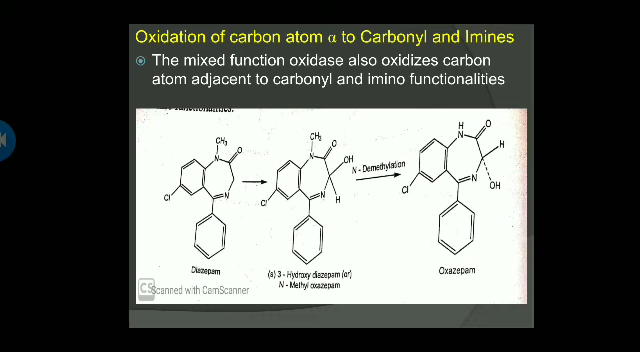 Oxidation of carbon atom α to Carbonyl and Imines
The mixed function oxidase also oxidizes carbon
atom adjacent to carbonyl and imino functionalities
CH₃
N
O
Cl
N
Diazepam
CH₃
N
O
OH
Cl
N
H
(s) 3 - Hydroxy diazepam (or)
N - Methyl oxazepam
N - Demethylation
H
N
O
H
Cl
N
OH
Oxazepam
CS Scanned with CamScanner